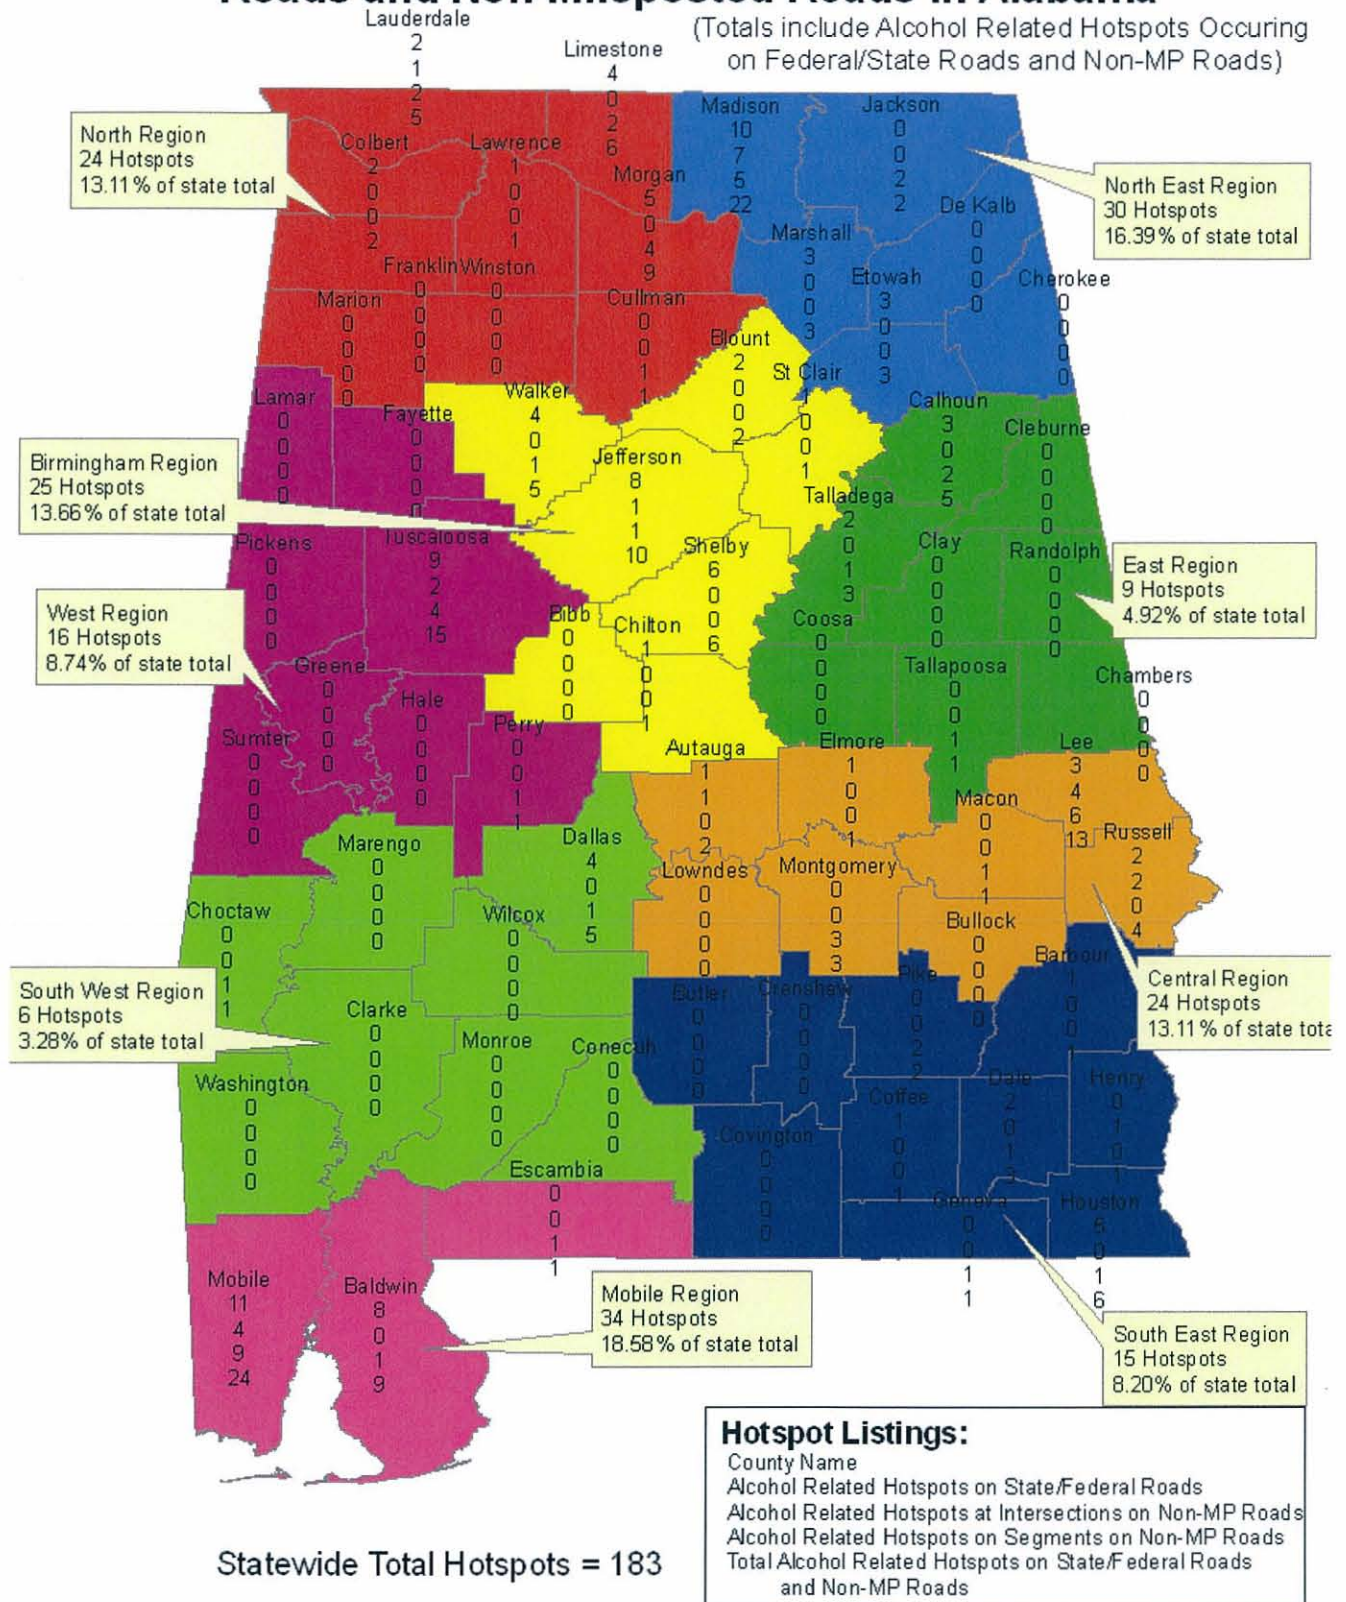 Roads and Non-Mileposted Roads in Alabama
(Totals include Alcohol Related Hotspots Occuring
on Federal/State Roads and Non-MP Roads)
Lauderdale
2
1
2
5
Limestone
4
0
2
6
Madison
10
7
5
22
Jackson
0
0
2
2
North Region
24 Hotspots
13.11% of state total
Colbert
2
0
0
2
Lawrence
1
0
0
1
Morgan
5
0
4
9
North East Region
30 Hotspots
16.39% of state total
De Kalb
0
0
0
0
Marshall
3
0
0
3
Etowah
3
0
0
3
Cherokee
0
0
0
0
Franklin
0
0
0
0
Winston
0
0
0
0
Marion
0
0
0
0
Cullman
0
0
1
1
Blount
2
0
0
2
St Clair
1
0
0
1
Lamar
0
0
0
0
Fayette
0
0
0
0
Walker
4
0
1
5
Calhoun
3
0
2
5
Cleburne
0
0
0
0
Birmingham Region
25 Hotspots
13.66% of state total
Jefferson
8
1
1
10
Talladega
2
0
1
3
Pickens
0
0
0
0
Tuscaloosa
9
2
4
15
Shelby
6
0
0
6
Clay
0
0
0
0
Randolph
0
0
0
0
East Region
9 Hotspots
4.92% of state total
West Region
16 Hotspots
8.74% of state total
Bibb
0
0
0
0
Chilton
1
0
0
1
Coosa
0
0
0
0
Tallapoosa
0
0
1
1
Chambers
0
0
0
0
Greene
0
0
0
0
Hale
0
0
0
0
Perry
0
0
1
1
Sumter
0
0
0
0
Autauga
1
1
0
2
Elmore
1
0
0
1
Lee
3
4
6
13
Macon
0
0
1
1
Russell
2
2
0
4
Marengo
0
0
0
0
Dallas
4
0
1
5
Lowndes
0
0
0
0
Montgomery
0
0
3
3
Bullock
0
0
0
0
Choctaw
0
0
1
1
Wilcox
0
0
0
0
Barbour
1
0
0
1
Central Region
24 Hotspots
13.11% of state tota
South West Region
6 Hotspots
3.28% of state total
Clarke
0
0
0
0
Monroe
0
0
0
0
Conecuh
0
0
0
0
Butler
0
0
0
0
Crenshaw
0
0
0
0
Pike
0
0
2
2
Washington
0
0
0
0
Coffee
1
0
0
1
Dale
2
0
1
3
Henry
0
1
0
1
Covington
0
0
0
0
Escambia
0
0
1
1
Geneva
0
0
1
1
Houston
5
0
1
6
Mobile
11
4
9
24
Baldwin
8
0
1
9
Mobile Region
34 Hotspots
18.58% of state total
South East Region
15 Hotspots
8.20% of state total
Hotspot Listings:
County Name
Alcohol Related Hotspots on State/Federal Roads
Alcohol Related Hotspots at Intersections on Non-MP Roads
Alcohol Related Hotspots on Segments on Non-MP Roads
Total Alcohol Related Hotspots on State/Federal Roads
and Non-MP Roads
Statewide Total Hotspots = 183